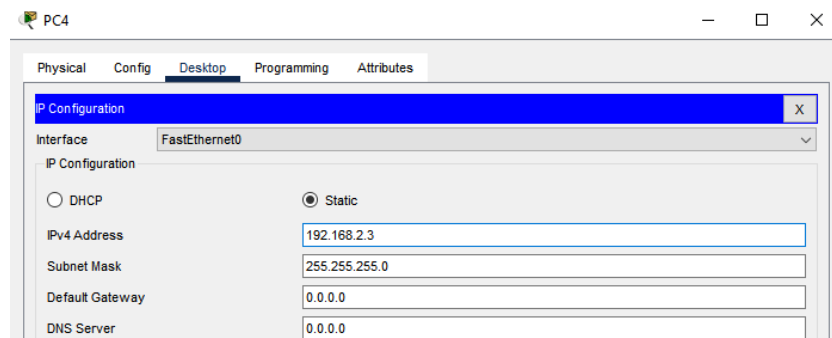 PC4
Physical Config Desktop Programming Attributes
IP Configuration X
Interface FastEthernet0
IP Configuration
DHCP Static
IPv4 Address 192.168.2.3
Subnet Mask 255.255.255.0
Default Gateway 0.0.0.0
DNS Server 0.0.0.0